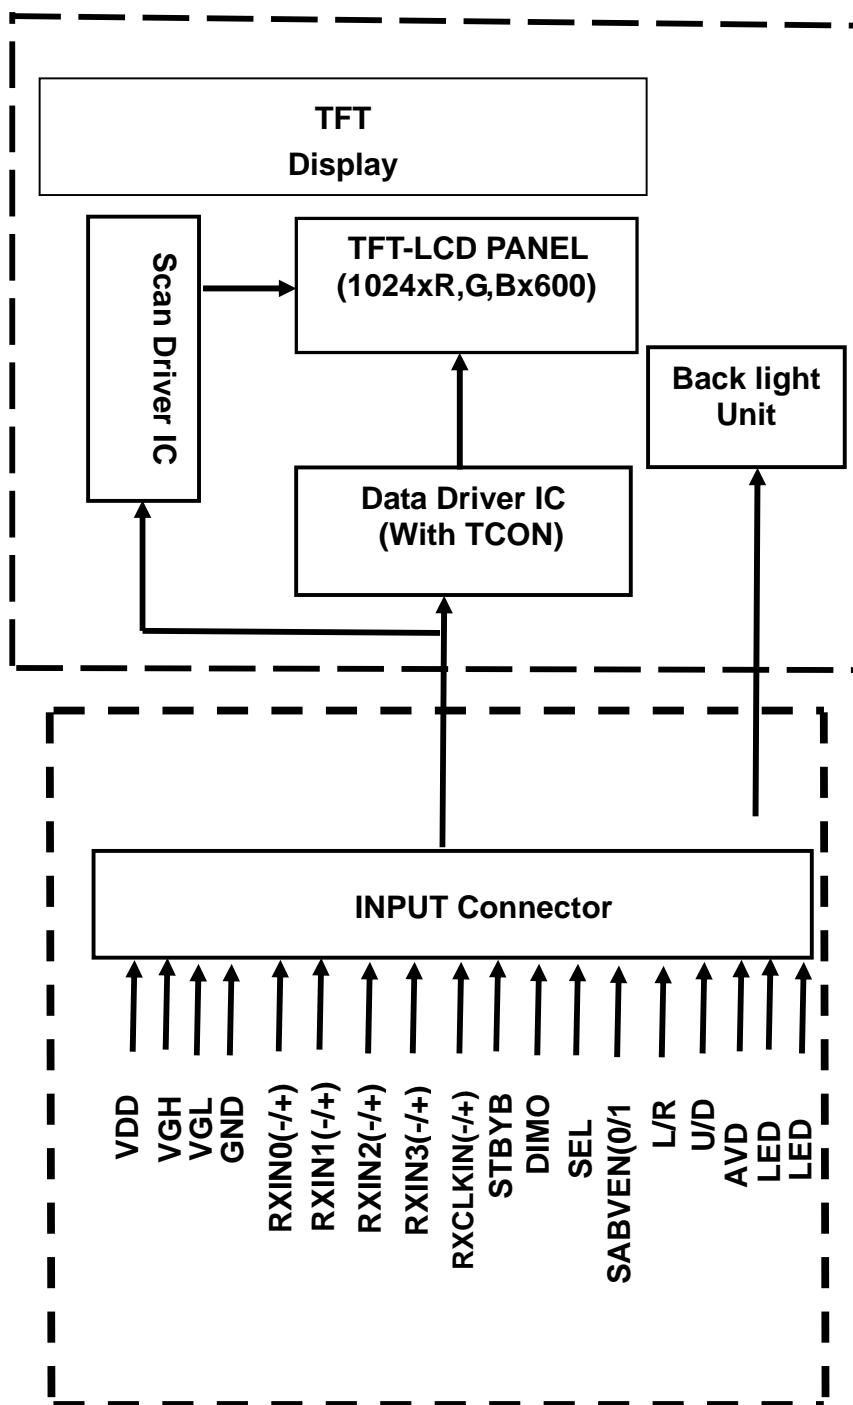 TFT
Display
Scan Driver IC
TFT-LCD PANEL
(1024xR,G,Bx600)
Back light
Unit
Data Driver IC
(With TCON)
INPUT Connector
VDD
VGH
VGL
GND
RXIN0(-/+)
RXIN1(-/+)
RXIN2(-/+)
RXIN3(-/+)
RXCLKIN(-/+)
STBYB
DIMO
SEL
SABVEN(0/1
L/R
U/D
AVD
LED
LED